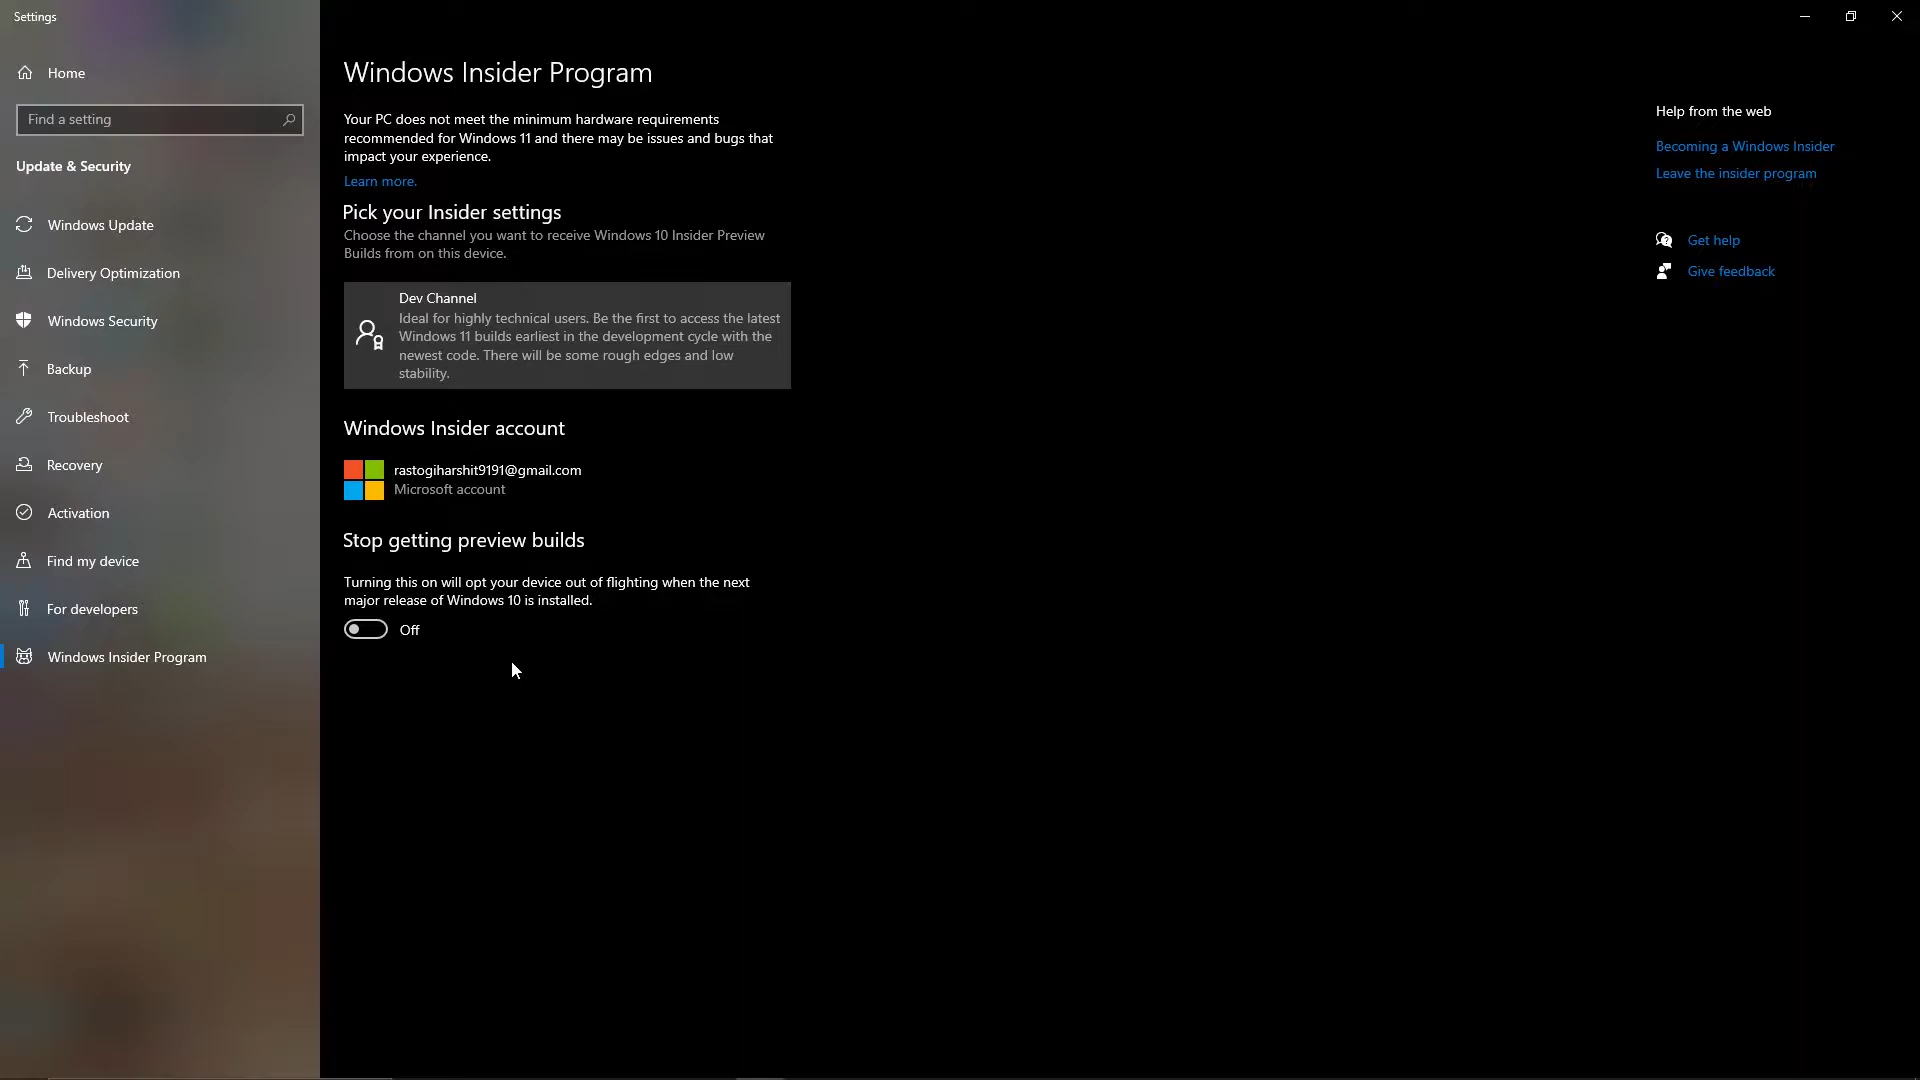 Settings
Home
Find a setting
Update & Security
Windows Update
Delivery Optimization
Windows Security
Backup
Troubleshoot
Recovery
Activation
Find my device
For developers
Windows Insider Program
Windows Insider Program
Your PC does not meet the minimum hardware requirements
recommended for Windows 11 and there may be issues and bugs that
impact your experience.
Learn more.
Pick your Insider settings
Choose the channel you want to receive Windows 10 Insider Preview
Builds from on this device.
Dev Channel
Ideal for highly technical users. Be the first to access the latest
Windows 11 builds earliest in the development cycle with the
newest code. There will be some rough edges and low
stability.
Windows Insider account
rastogiharshit9191@gmail.com
Microsoft account
Stop getting preview builds
Turning this on will opt your device out of flighting when the next
major release of Windows 10 is installed.
Off
Help from the web
Becoming a Windows Insider
Leave the insider program
Get help
Give feedback